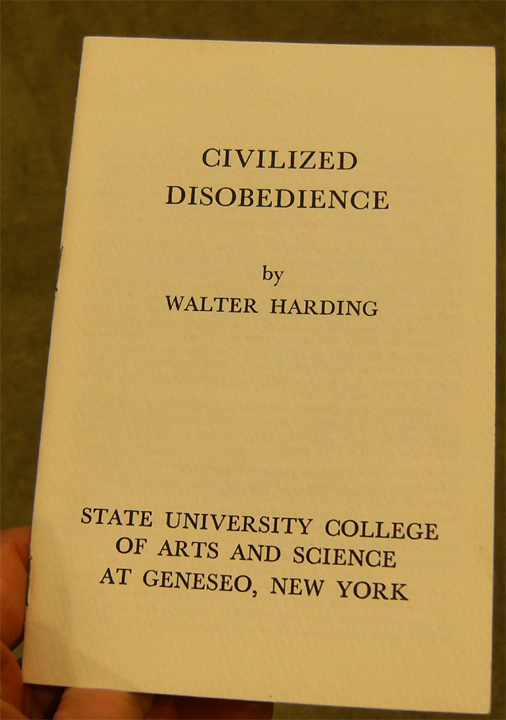 CIVILIZED
DISOBEDIENCE
by
WALTER HARDING
STATE UNIVERSITY COLLEGE
OF ARTS AND SCIENCE
AT GENESEO, NEW YORK